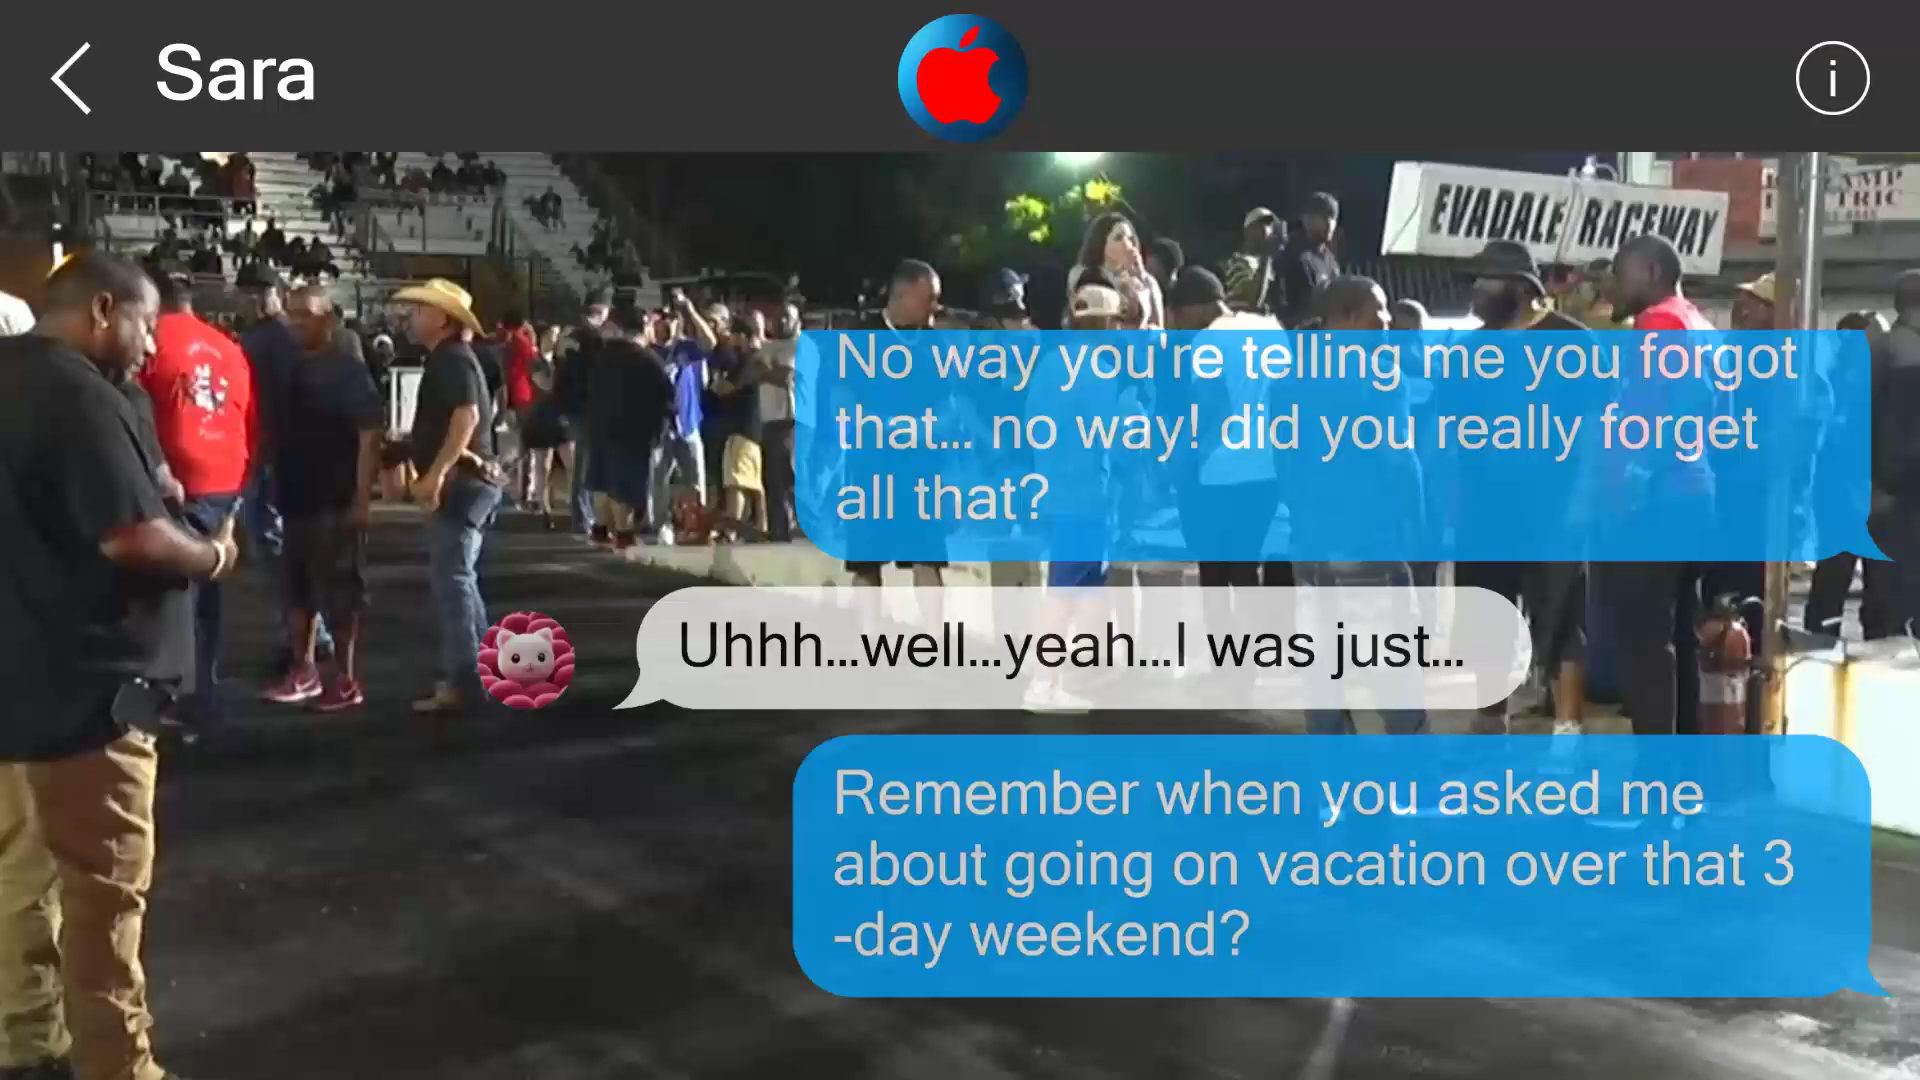 Sara
i
EVADALE RACEWAY
No way you're telling me you forgot
that... no way! did you really forget
all that?
Uhhh...well...yeah...I was just...
Remember when you asked me
about going on vacation over that 3
-day weekend?